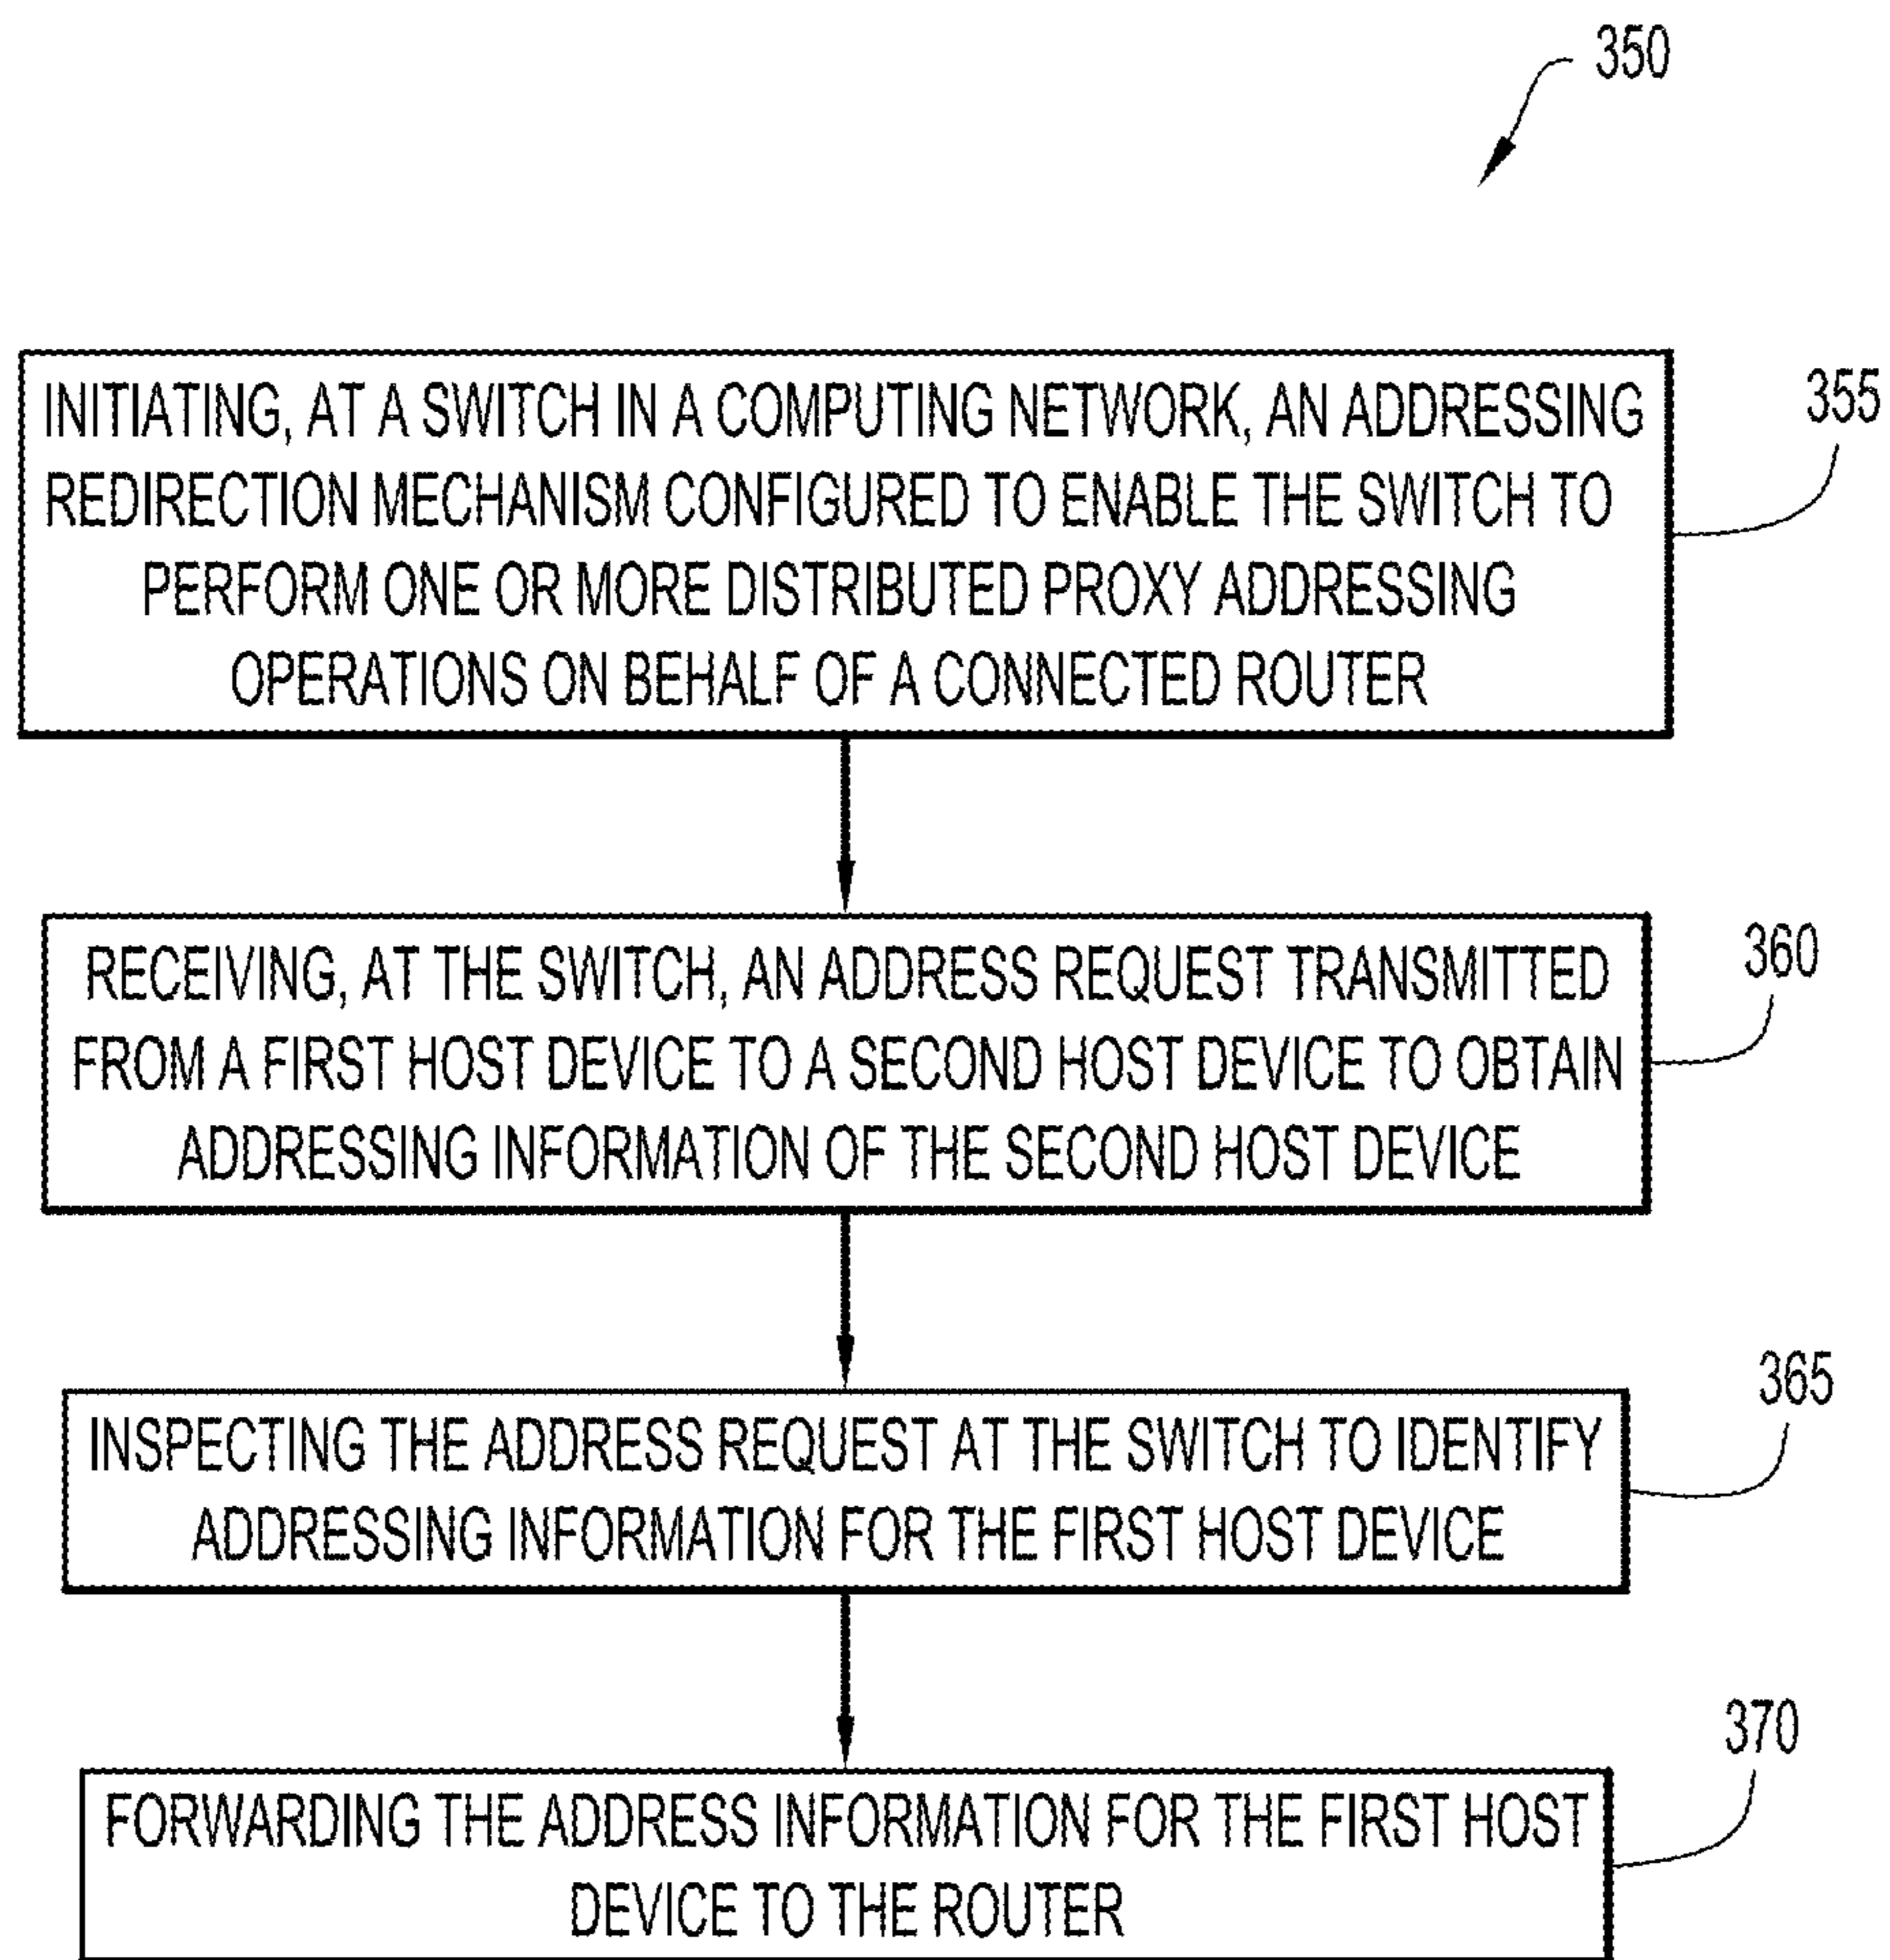 350
INITIATING, AT A SWITCH IN A COMPUTING NETWORK, AN ADDRESSING
REDIRECTION MECHANISM CONFIGURED TO ENABLE THE SWITCH TO
PERFORM ONE OR MORE DISTRIBUTED PROXY ADDRESSING
OPERATIONS ON BEHALF OF A CONNECTED ROUTER
355
RECEIVING, AT THE SWITCH, AN ADDRESS REQUEST TRANSMITTED
FROM A FIRST HOST DEVICE TO A SECOND HOST DEVICE TO OBTAIN
ADDRESSING INFORMATION OF THE SECOND HOST DEVICE
360
INSPECTING THE ADDRESS REQUEST AT THE SWITCH TO IDENTIFY
ADDRESSING INFORMATION FOR THE FIRST HOST DEVICE
365
FORWARDING THE ADDRESS INFORMATION FOR THE FIRST HOST
DEVICE TO THE ROUTER
370